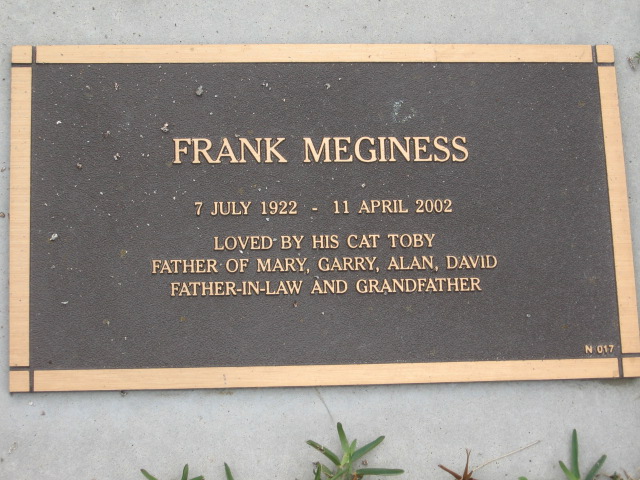 FRANK MEGINESS
7 JULY 1922 - 11 APRIL 2002
LOVED BY HIS CAT TOBY
FATHER OF MARY, GARRY, ALAN, DAVID
FATHER-IN-LAW AND GRANDFATHER
N 017